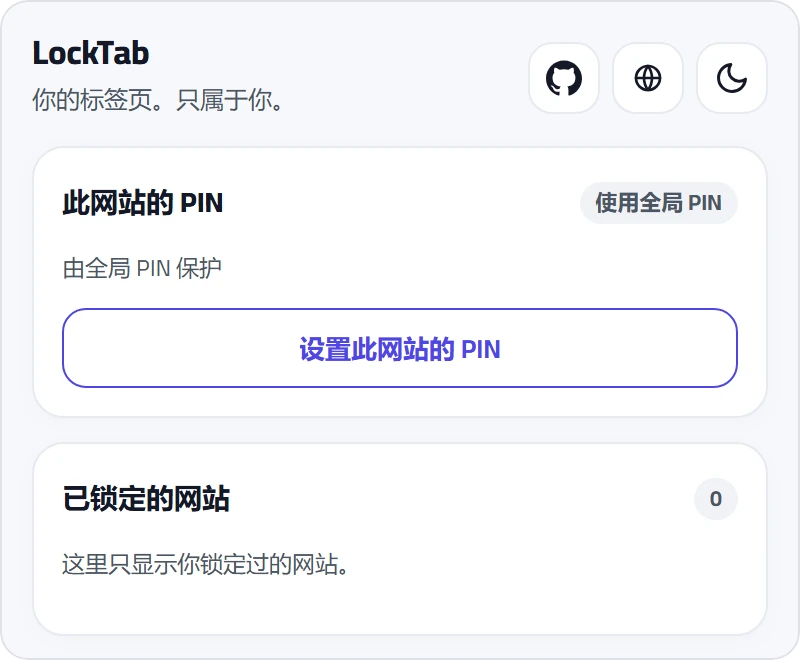 LockTab
你的标签页。只属于你。
此网站的 PIN
使用全局 PIN
由全局 PIN 保护
设置此网站的 PIN
已锁定的网站
0
这里只显示你锁定过的网站。